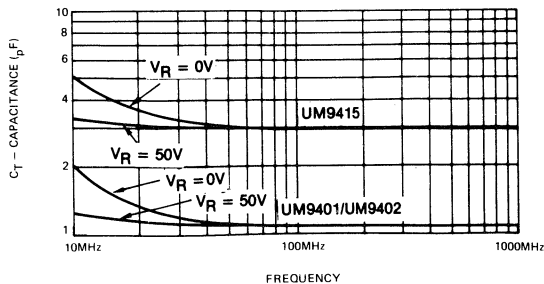 10
8
6
4
2
1
C_T – CAPACITANCE (pF)
V_R = 0V
UM9415
V_R = 50V
V_R = 0V
V_R = 50V
UM9401/UM9402
10MHz
100MHz
1000MHz
FREQUENCY